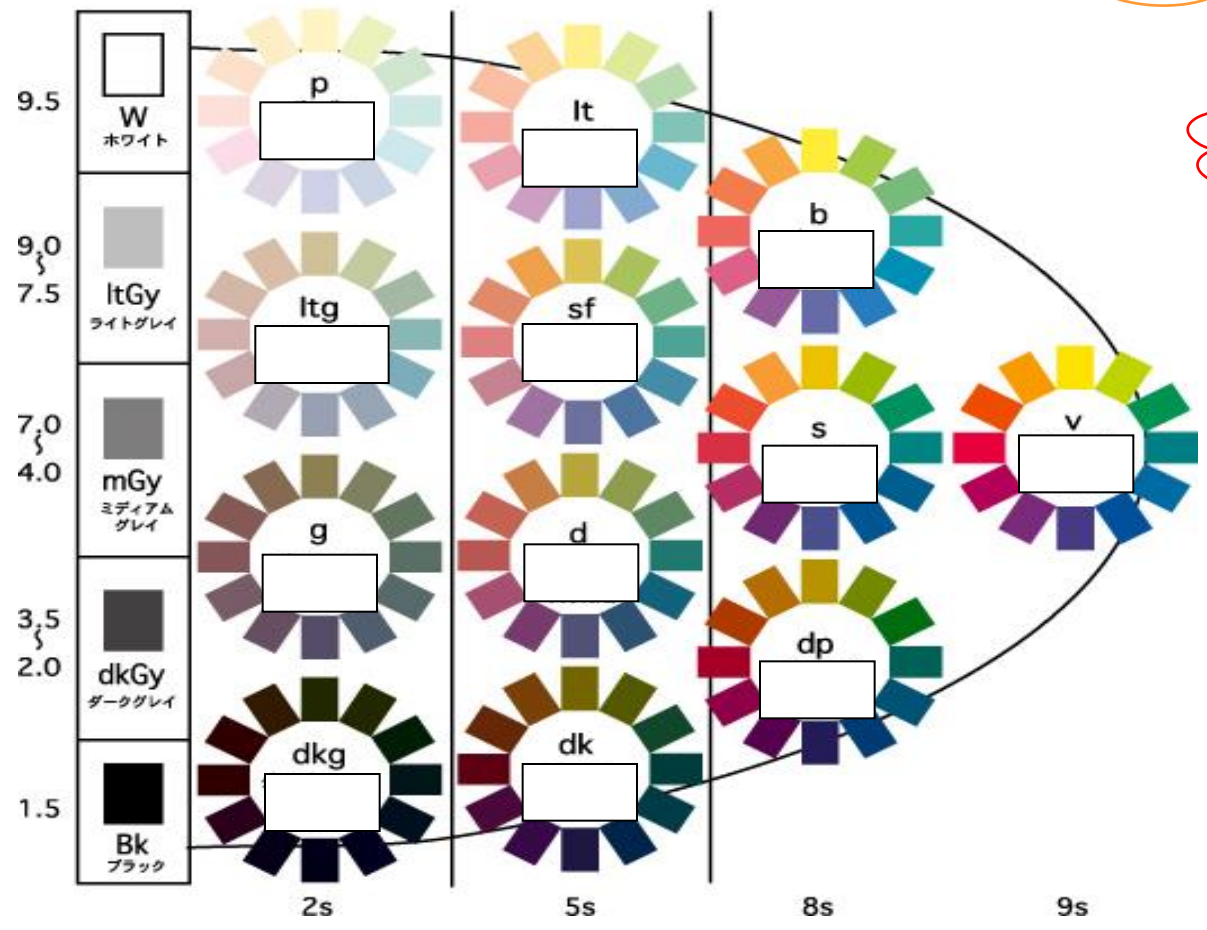 9.5
W
ホワイト
9.0
〜
7.5
ltGy
ライトグレイ
7.0
〜
4.0
mGy
ミディアム
グレイ
3.5
〜
2.0
dkGy
ダークグレイ
1.5
Bk
ブラック
p
ltg
g
dkg
lt
sf
d
dk
b
s
dp
v
2s
5s
8s
9s